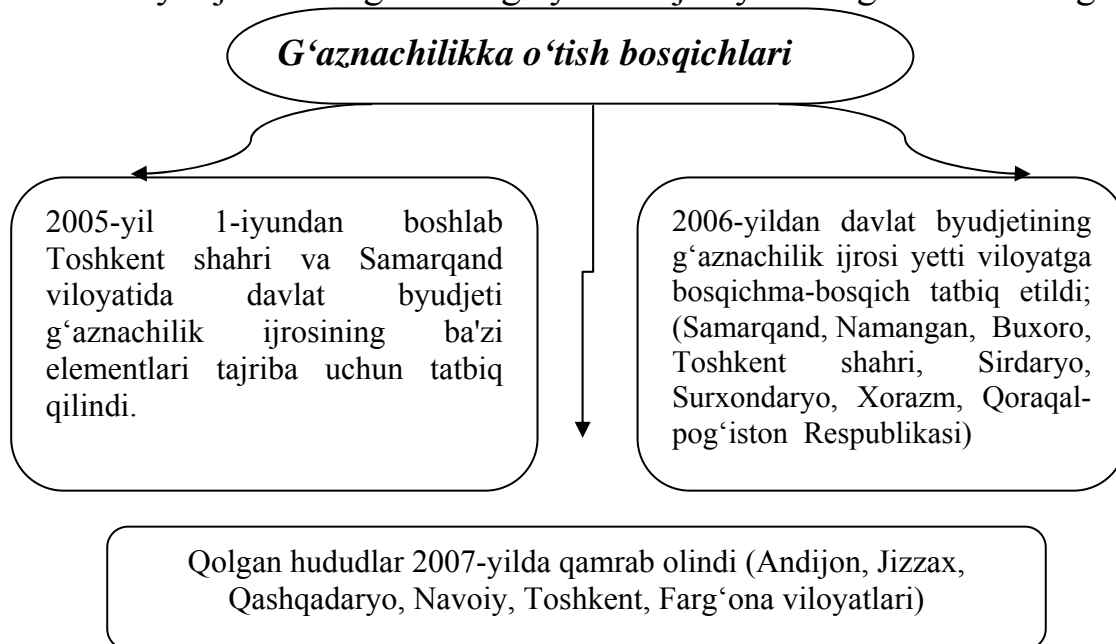 G‘aznachilikka o‘tish bosqichlari
2005-yil 1-iyundan boshlab
Toshkent shahri va Samarqand
viloyatida davlat byudjeti
g‘aznachilik ijrosining ba'zi
elementlari tajriba uchun tatbiq
qilindi.
2006-yildan davlat byudjetining
g‘aznachilik ijrosi yetti viloyatga
bosqichma-bosqich tatbiq etildi;
(Samarqand, Namangan, Buxoro,
Toshkent shahri, Sirdaryo,
Surxondaryo, Xorazm, Qoraqal-
pog‘iston Respublikasi)
Qolgan hududlar 2007-yilda qamrab olindi (Andijon, Jizzax,
Qashqadaryo, Navoiy, Toshkent, Farg‘ona viloyatlari)